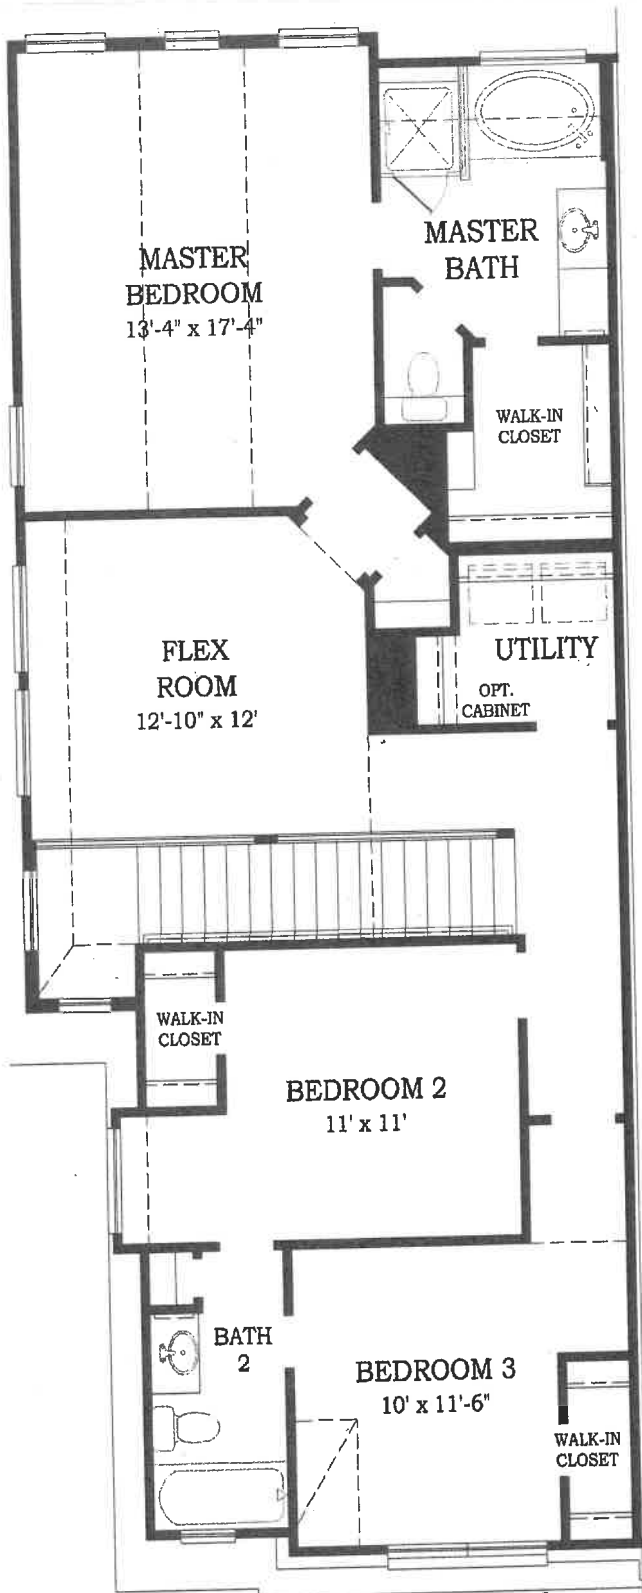 MASTER
BATH
MASTER
BEDROOM
13'-4" x 17'-4"
WALK-IN
CLOSET
FLEX
ROOM
12'-10" x 12'
UTILITY
OPT.
CABINET
WALK-IN
CLOSET
BEDROOM 2
11' x 11'
BATH
2
BEDROOM 3
10' x 11'-6"
WALK-IN
CLOSET